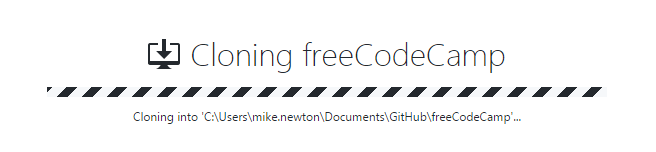 Cloning freeCodeCamp
Cloning into 'C:\Users\mike.newton\Documents\GitHub\freeCodeCamp'...